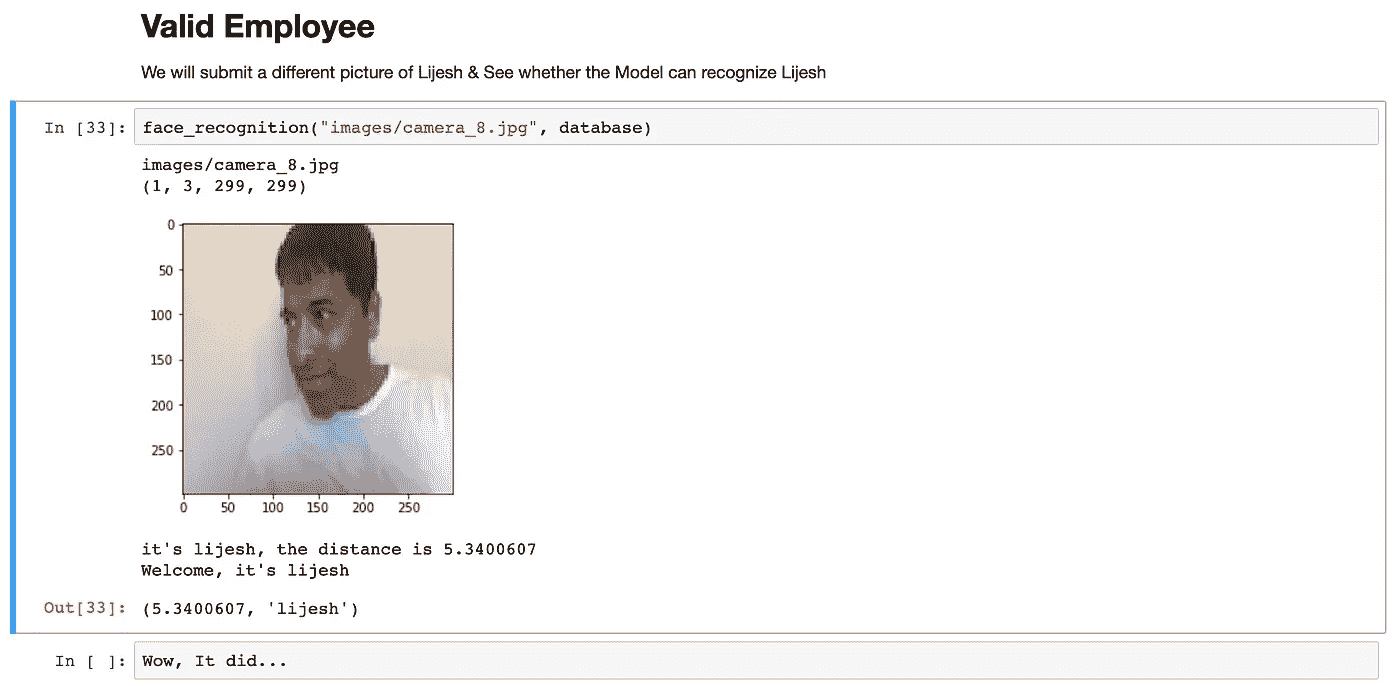 Valid Employee
We will submit a different picture of Lijesh & See whether the Model can recognize Lijesh
In [33]: face_recognition("images/camera_8.jpg", database)
images/camera_8.jpg
(1, 3, 299, 299)
0
50
100
150
200
250
0 50 100 150 200 250
it's lijesh, the distance is 5.3400607
Welcome, it's lijesh
Out[33]: (5.3400607, 'lijesh')
In [ ]: Wow, It did...